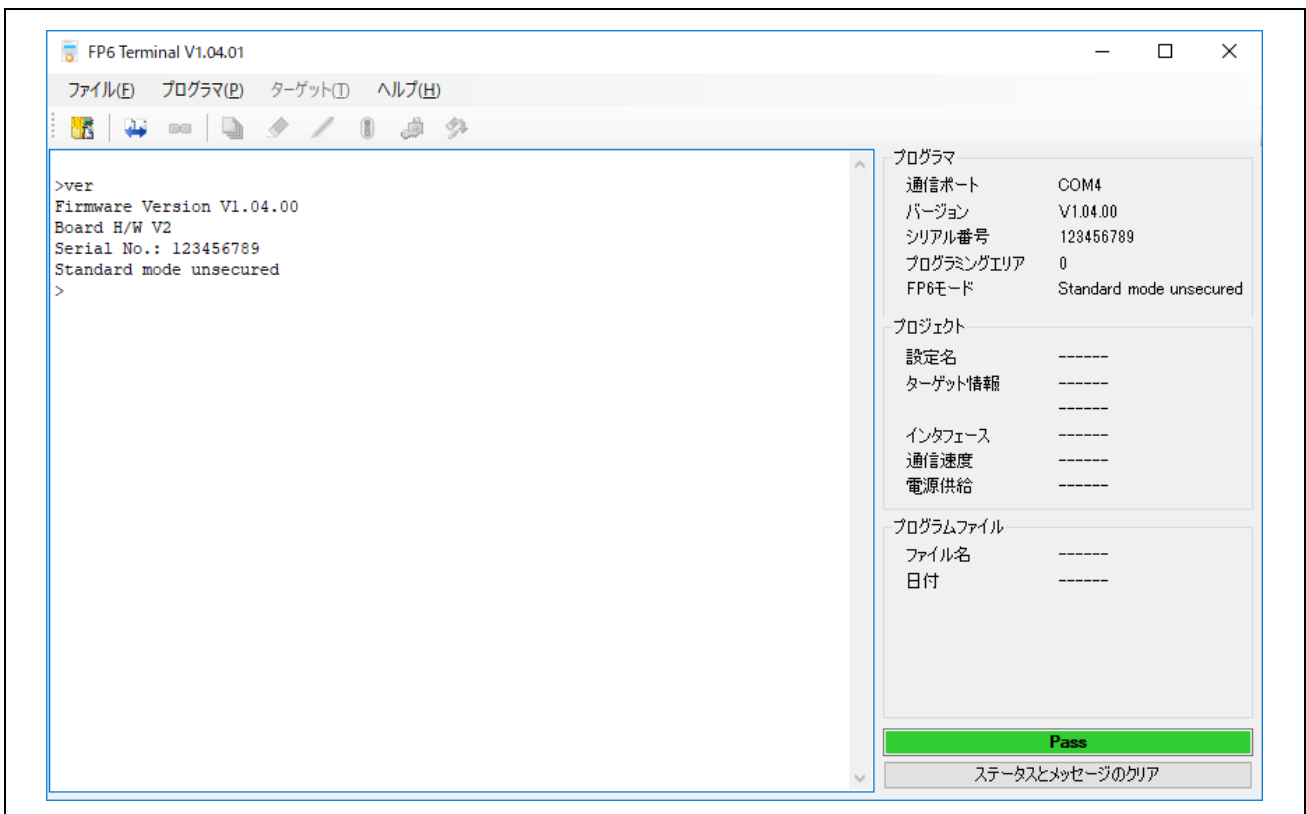 FP6 Terminal V1.04.01
ファイル(F) プログラマ(P) ターゲット(T) ヘルプ(H)
>ver
Firmware Version V1.04.00
Board H/W V2
Serial No.: 123456789
Standard mode unsecured
>
プログラマ
通信ポート COM4
バージョン V1.04.00
シリアル番号 123456789
プログラミングエリア 0
FP6モード Standard mode unsecured
プロジェクト
設定名 ------
ターゲット情報 ------
------
インタフェース ------
通信速度 ------
電源供給 ------
プログラムファイル
ファイル名 ------
日付 ------
Pass
ステータスとメッセージのクリア